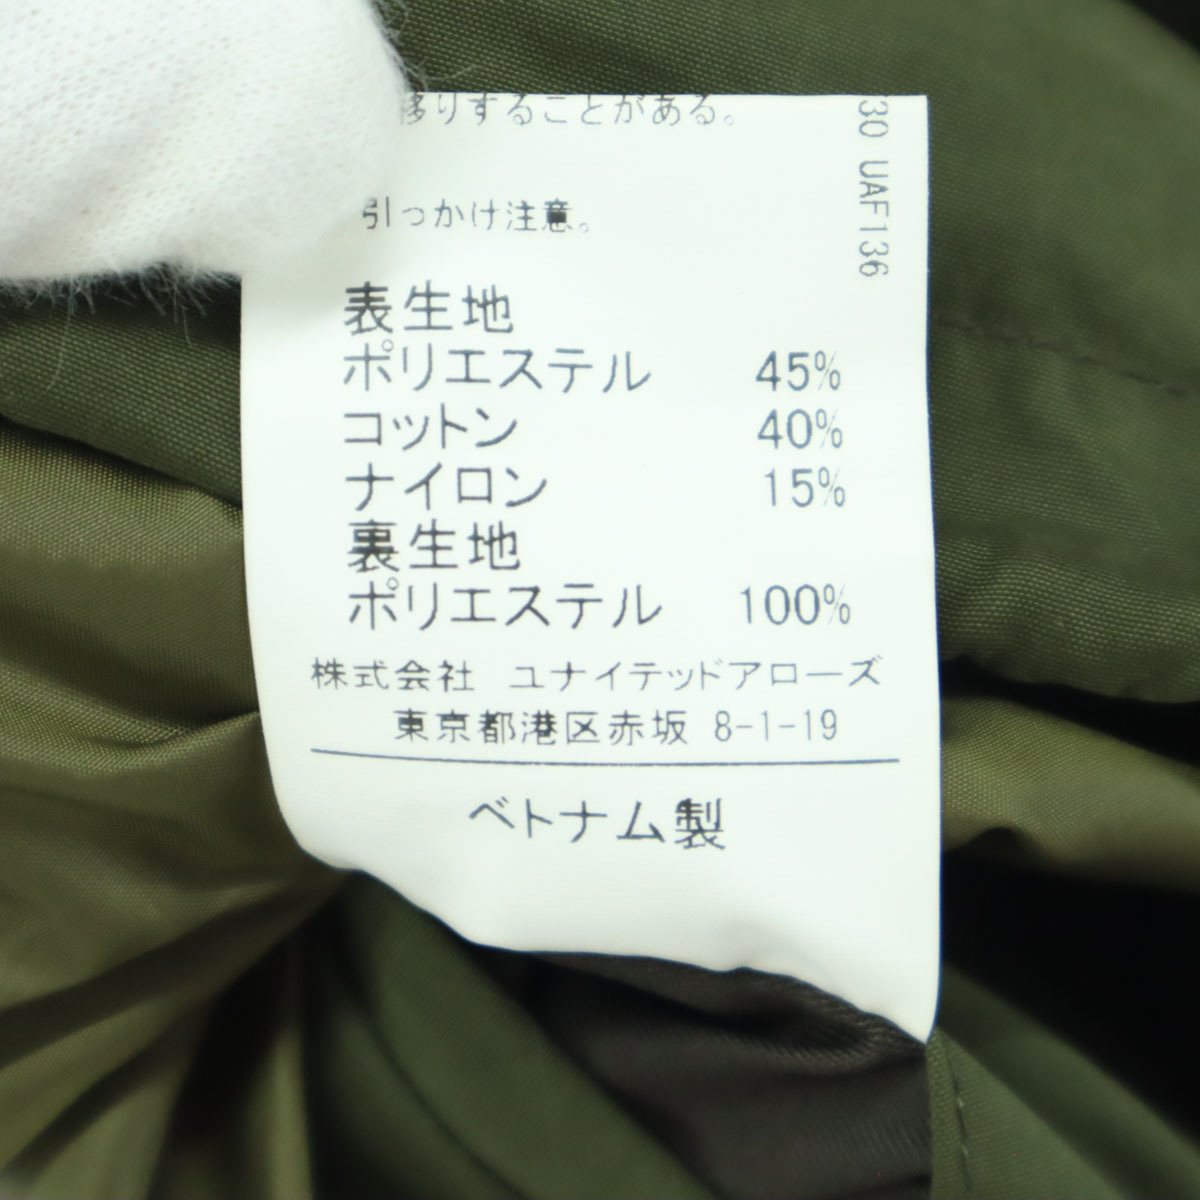 移りすることがある。
引っかけ注意。
表生地
ポリエステル 45%
コットン 40%
ナイロン 15%
裏生地
ポリエステル 100%
株式会社 ユナイテッドアローズ
東京都港区赤坂 8-1-19
ベトナム製
30 UAF136